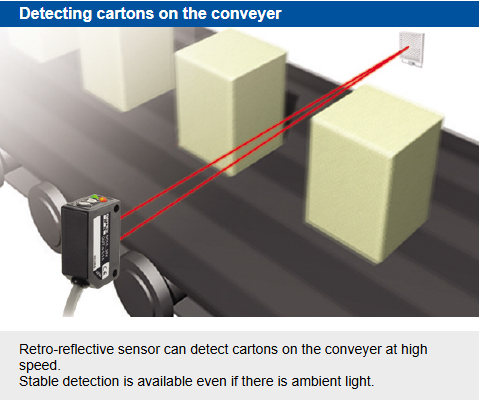 Detecting cartons on the conveyer
Retro-reflective sensor can detect cartons on the conveyer at high
speed.
Stable detection is available even if there is ambient light.